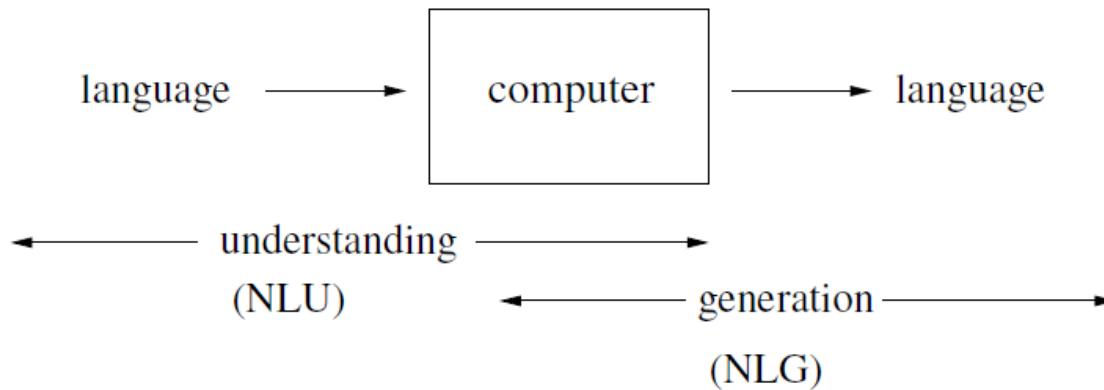 language computer language
understanding
(NLU)
generation
(NLG)